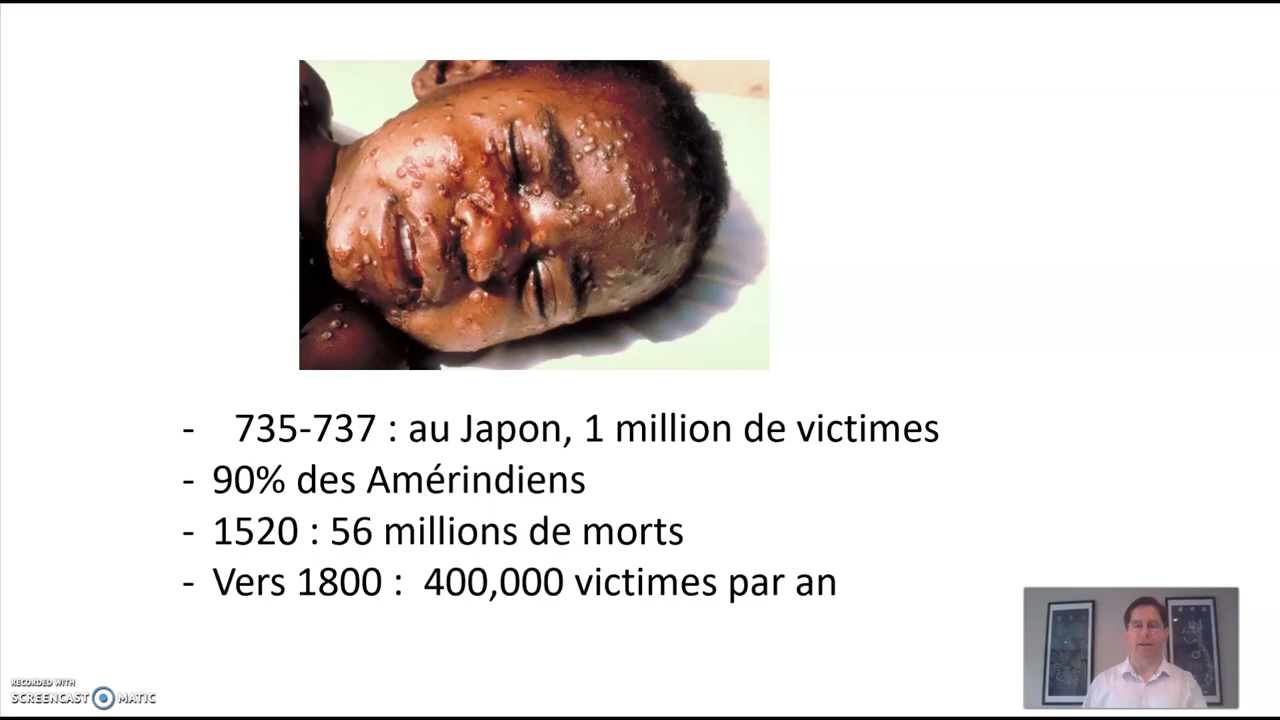 - 735-737 : au Japon, 1 million de victimes
- 90% des Amérindiens
- 1520 : 56 millions de morts
- Vers 1800 : 400,000 victimes par an
RECORDED WITH
SCREENCAST MATIC